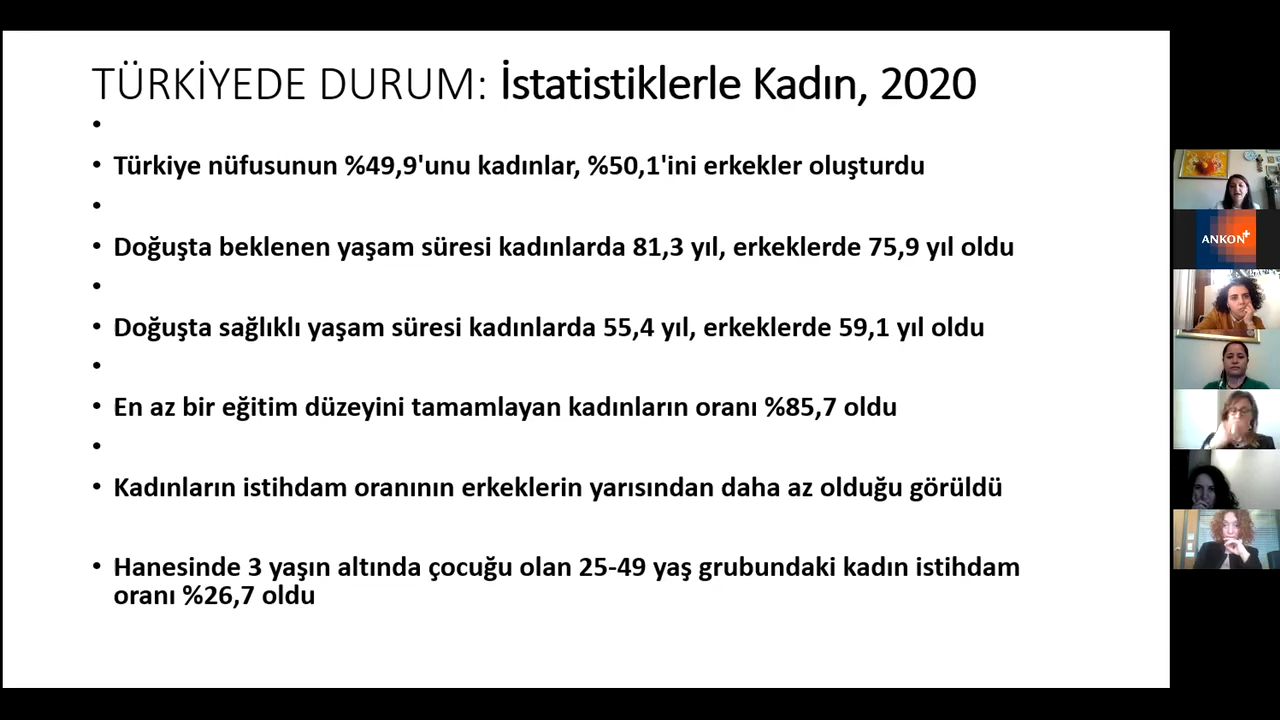 TÜRKİYEDE DURUM: İstatistiklerle Kadın, 2020
•
• Türkiye nüfusunun %49,9'unu kadınlar, %50,1'ini erkekler oluşturdu
•
• Doğuşta beklenen yaşam süresi kadınlarda 81,3 yıl, erkeklerde 75,9 yıl oldu
•
• Doğuşta sağlıklı yaşam süresi kadınlarda 55,4 yıl, erkeklerde 59,1 yıl oldu
•
• En az bir eğitim düzeyini tamamlayan kadınların oranı %85,7 oldu
•
• Kadınların istihdam oranının erkeklerin yarısından daha az olduğu görüldü
• Hanesinde 3 yaşın altında çocuğu olan 25-49 yaş grubundaki kadın istihdam
oranı %26,7 oldu
ANKON+